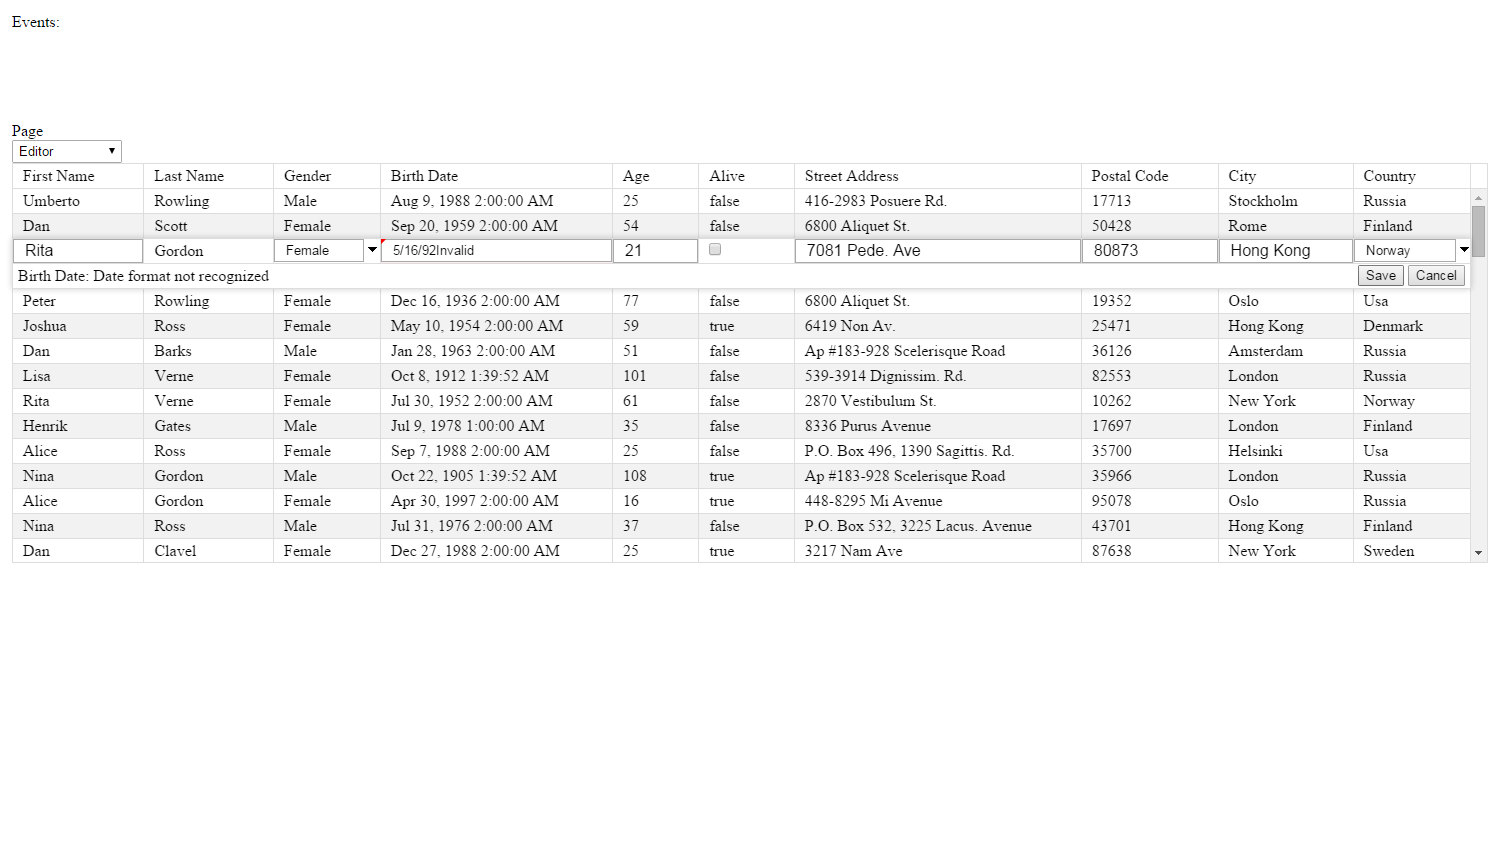 Events:
Page
Editor
First Name Last Name Gender Birth Date Age Alive Street Address Postal Code City Country
Umberto Rowling Male Aug 9, 1988 2:00:00 AM 25 false 416-2983 Posuere Rd. 17713 Stockholm Russia
Dan Scott Female Sep 20, 1959 2:00:00 AM 54 false 6800 Aliquet St. 50428 Rome Finland
Rita Gordon Female 5/16/92Invalid 21 7081 Pede. Ave 80873 Hong Kong Norway
Birth Date: Date format not recognized Save Cancel
Peter Rowling Female Dec 16, 1936 2:00:00 AM 77 false 6800 Aliquet St. 19352 Oslo Usa
Joshua Ross Female May 10, 1954 2:00:00 AM 59 true 6419 Non Av. 25471 Hong Kong Denmark
Dan Barks Male Jan 28, 1963 2:00:00 AM 51 false Ap #183-928 Scelerisque Road 36126 Amsterdam Russia
Lisa Verne Female Oct 8, 1912 1:39:52 AM 101 false 539-3914 Dignissim. Rd. 82553 London Russia
Rita Verne Female Jul 30, 1952 2:00:00 AM 61 false 2870 Vestibulum St. 10262 New York Norway
Henrik Gates Male Jul 9, 1978 1:00:00 AM 35 false 8336 Purus Avenue 17697 London Finland
Alice Ross Female Sep 7, 1988 2:00:00 AM 25 false P.O. Box 496, 1390 Sagittis. Rd. 35700 Helsinki Usa
Nina Gordon Male Oct 22, 1905 1:39:52 AM 108 true Ap #183-928 Scelerisque Road 35966 London Russia
Alice Gordon Female Apr 30, 1997 2:00:00 AM 16 true 448-8295 Mi Avenue 95078 Oslo Russia
Nina Ross Male Jul 31, 1976 2:00:00 AM 37 false P.O. Box 532, 3225 Lacus. Avenue 43701 Hong Kong Finland
Dan Clavel Female Dec 27, 1988 2:00:00 AM 25 true 3217 Nam Ave 87638 New York Sweden